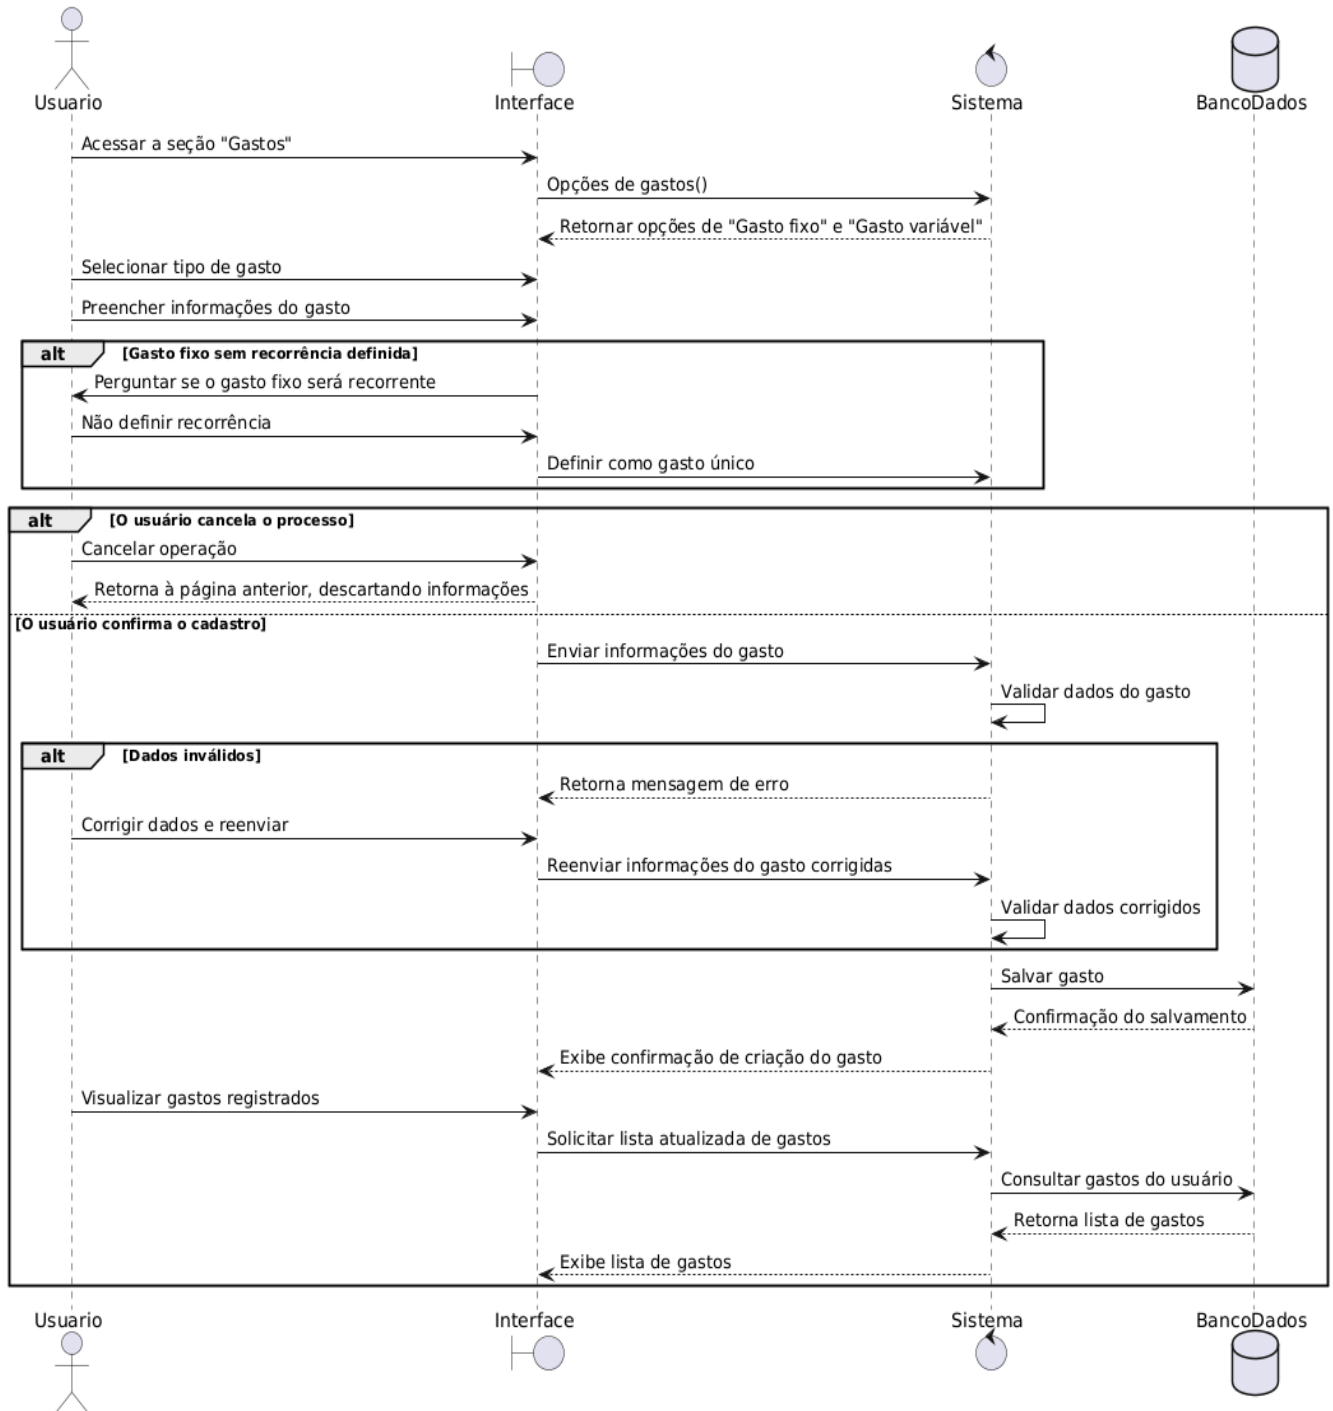 Usuario
Interface
Sistema
BancoDados
Acessar a seção "Gastos"
Opções de gastos()
Retornar opções de "Gasto fixo" e "Gasto variável"
Selecionar tipo de gasto
Preencher informações do gasto
alt [Gasto fixo sem recorrência definida]
Perguntar se o gasto fixo será recorrente
Não definir recorrência
Definir como gasto único
alt [O usuário cancela o processo]
Cancelar operação
Retorna à página anterior, descartando informações
[O usuário confirma o cadastro]
Enviar informações do gasto
Validar dados do gasto
alt [Dados inválidos]
Retorna mensagem de erro
Corrigir dados e reenviar
Reenviar informações do gasto corrigidas
Validar dados corrigidos
Salvar gasto
Confirmação do salvamento
Exibe confirmação de criação do gasto
Visualizar gastos registrados
Solicitar lista atualizada de gastos
Consultar gastos do usuário
Retorna lista de gastos
Exibe lista de gastos
Usuario
Interface
Sistema
BancoDados